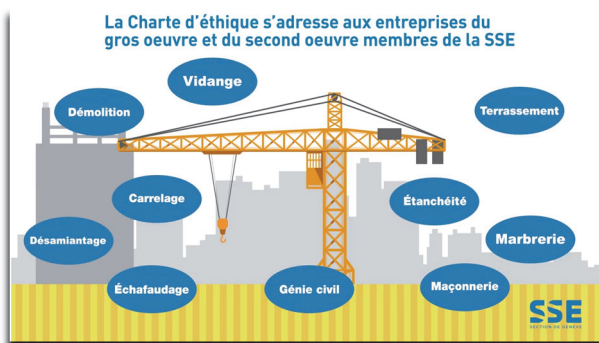 La Charte d'éthique s'adresse aux entreprises du
gros oeuvre et du second oeuvre membres de la SSE
Vidange
Démolition
Terrassement
Carrelage
Étanchéité
Désamiantage
Marbrerie
Échafaudage
Génie civil
Maçonnerie
SSE
SECTION DE GENÈVE